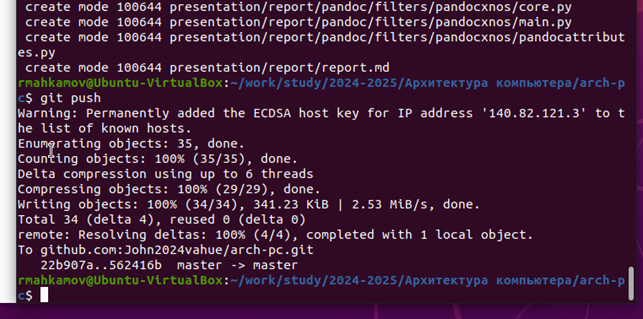 create mode 100644 presentation/report/pandoc/filters/pandocxnos/core.py
 create mode 100644 presentation/report/pandoc/filters/pandocxnos/main.py
 create mode 100644 presentation/report/pandoc/filters/pandocxnos/pandocattribut
es.py
 create mode 100644 presentation/report/report.md
rmahkamov@Ubuntu-VirtualBox:~/work/study/2024-2025/Архитектура компьютера/arch-p
c$ git push
Warning: Permanently added the ECDSA host key for IP address '140.82.121.3' to t
he list of known hosts.
Enumerating objects: 35, done.
Counting objects: 100% (35/35), done.
Delta compression using up to 6 threads
Compressing objects: 100% (29/29), done.
Writing objects: 100% (34/34), 341.23 KiB | 2.53 MiB/s, done.
Total 34 (delta 4), reused 0 (delta 0)
remote: Resolving deltas: 100% (4/4), completed with 1 local object.
To github.com:John2024vahue/arch-pc.git
   22b907a..562416b  master -> master
rmahkamov@Ubuntu-VirtualBox:~/work/study/2024-2025/Архитектура компьютера/arch-p
c$